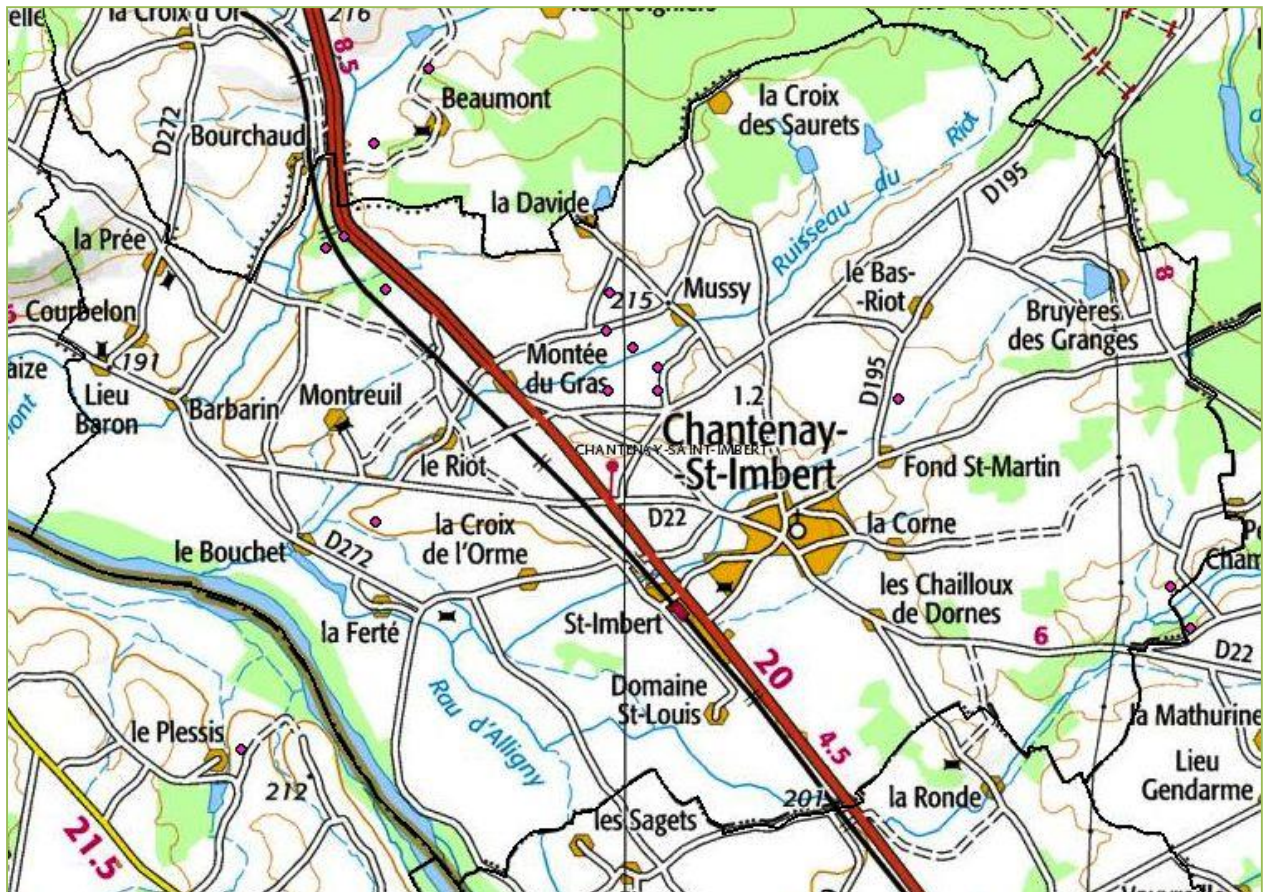 la Croix d'Or
216
8.5
Beaumont
la Croix
des Saurets
D272
Bourchaud
Ruisseau du Riot
D195
la Davide
la Prée
le Bas-
-Riot
8
215
Mussy
Courbelon
Bruyères
des Granges
191
Montée
du Gras
aize
Lieu
Baron
Barbarin
Montreuil
1.2
D195
mont
Chantenay-
-St-Imbert
CHANTENAY-SAINT-IMBERT
le Riot
Fond St-Martin
D22
la Croix
de l'Orme
la Corne
le Bouchet
D272
les Chailloux
de Dornes
la Ferté
St-Imbert
6
D22
20
Domaine
St-Louis
Rau d'Alligny
le Plessis
4.5
la Mathurine
Lieu
Gendarme
212
201
la Ronde
21.5
les Sagets